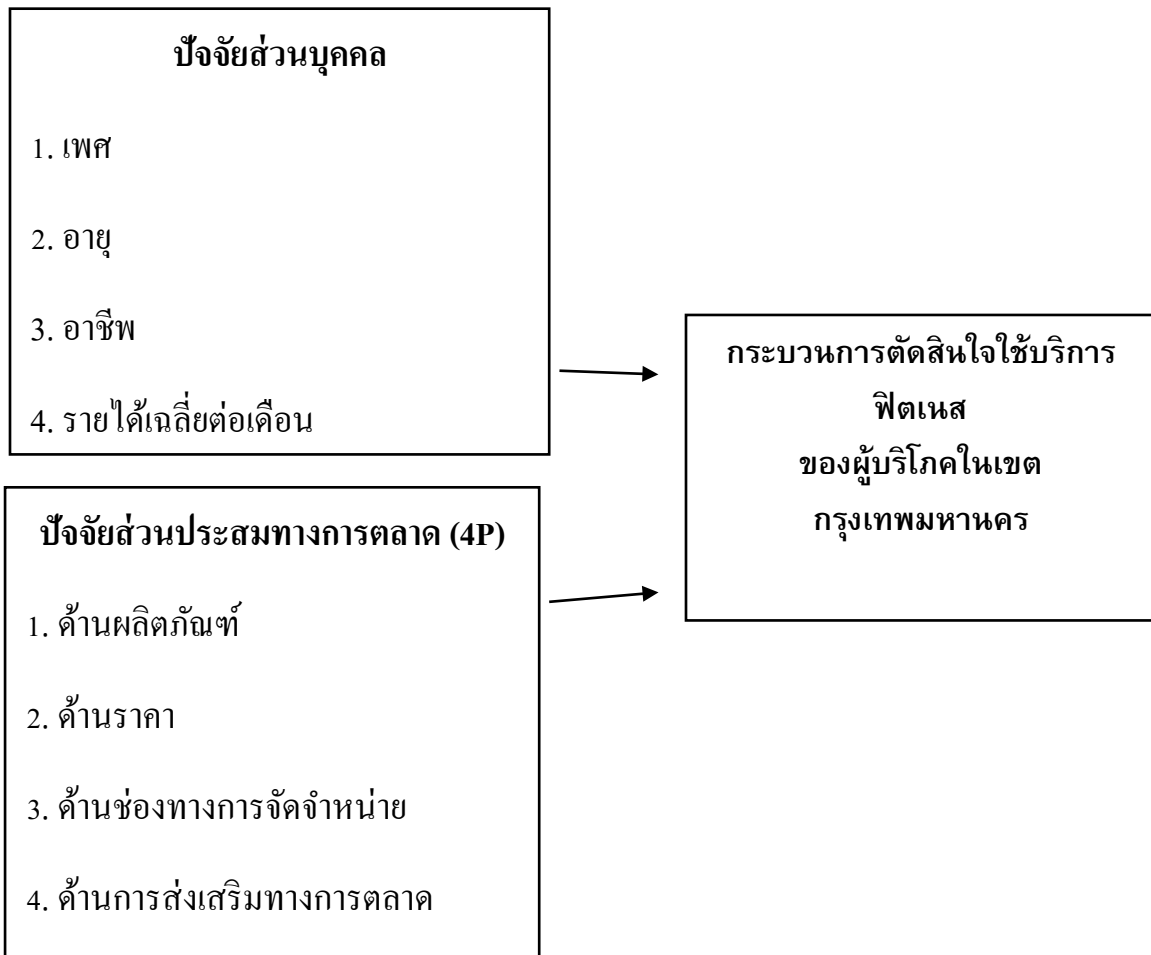 ปัจจัยส่วนบุคคล
1. เพศ
2. อายุ
3. อาชีพ
4. รายได้เฉลี่ยต่อเดือน
กระบวนการตัดสินใจใช้บริการ
ฟิตเนส
ของผู้บริโภคในเขต
กรุงเทพมหานคร
ปัจจัยส่วนประสมทางการตลาด (4P)
1. ด้านผลิตภัณฑ์
2. ด้านราคา
3. ด้านช่องทางการจัดจำหน่าย
4. ด้านการส่งเสริมทางการตลาด